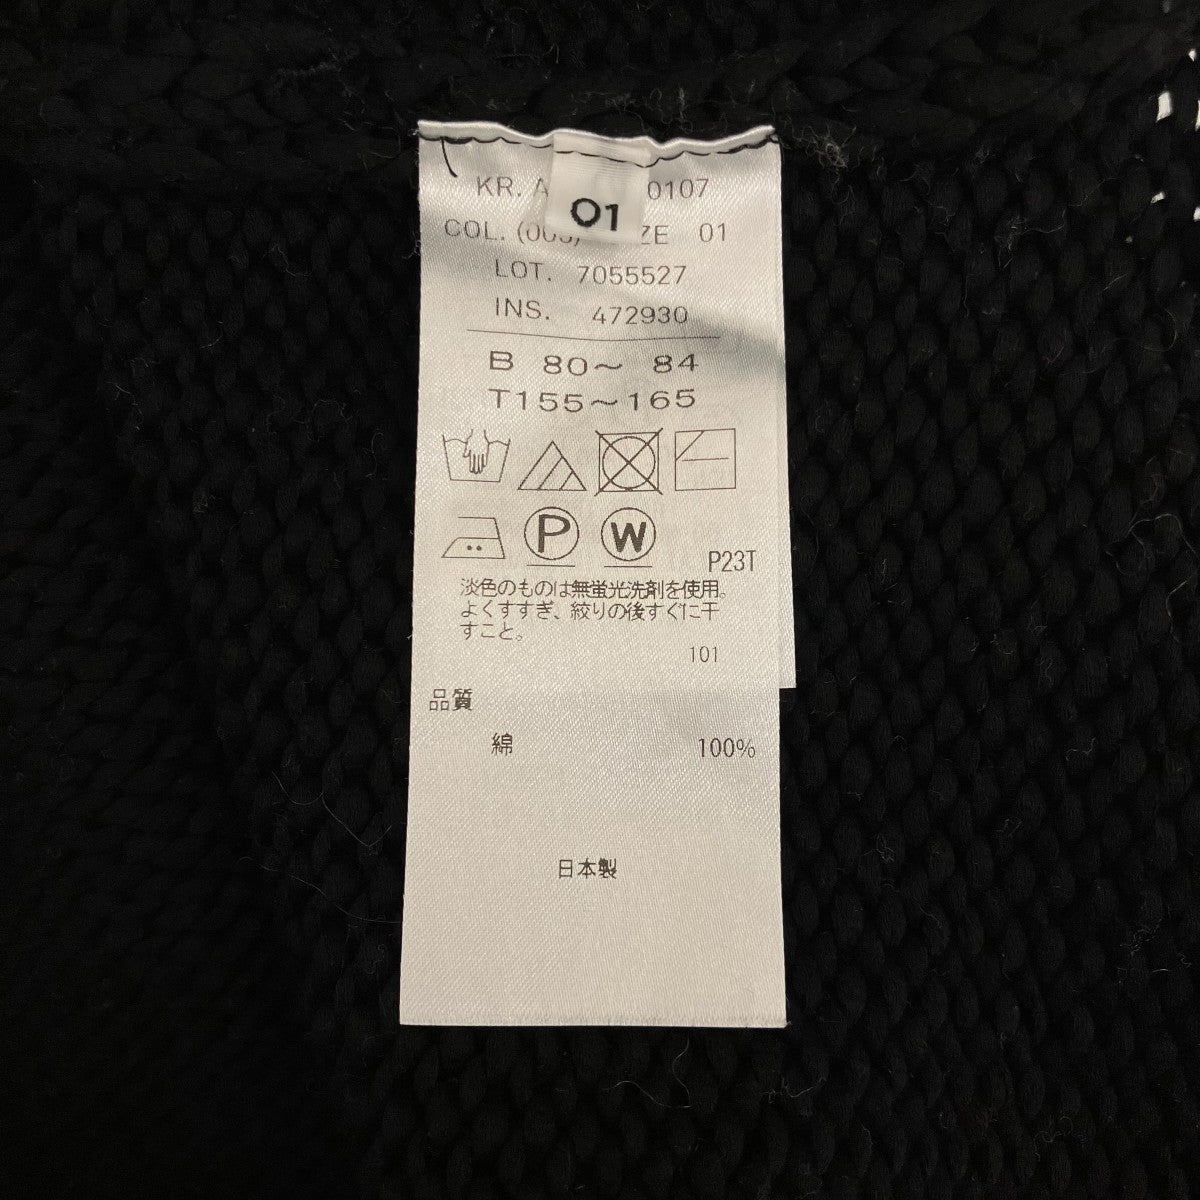 KR. A 0107
01
COL. (003) ZE 01
LOT. 7055527
INS. 472930
B 80～ 84
T155～165
P W
P23T
淡色のものは無蛍光洗剤を使用。
よくすすぎ、絞りの後すぐに干
すこと。
101
品質
綿 100%
日本製